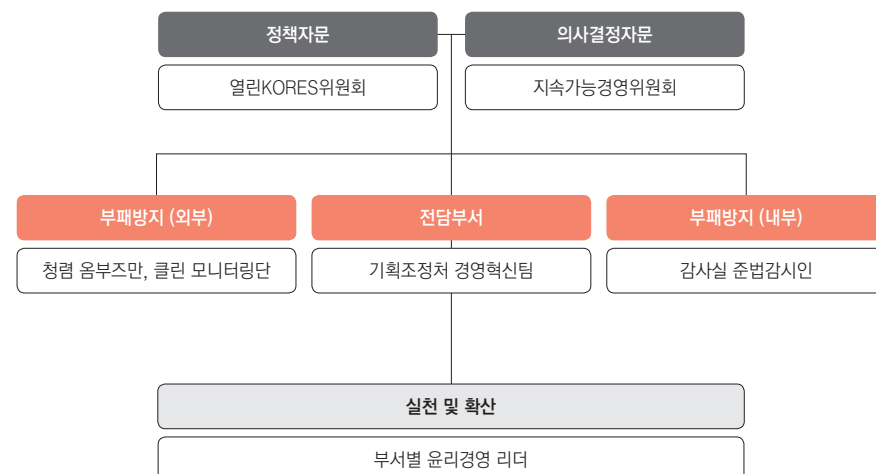 정책자문
의사결정자문
열린KORES위원회
지속가능경영위원회
부패방지 (외부)
전담부서
부패방지 (내부)
청렴 옴부즈만, 클린 모니터링단
기획조정처 경영혁신팀
감사실 준법감시인
실천 및 확산
부서별 윤리경영 리더